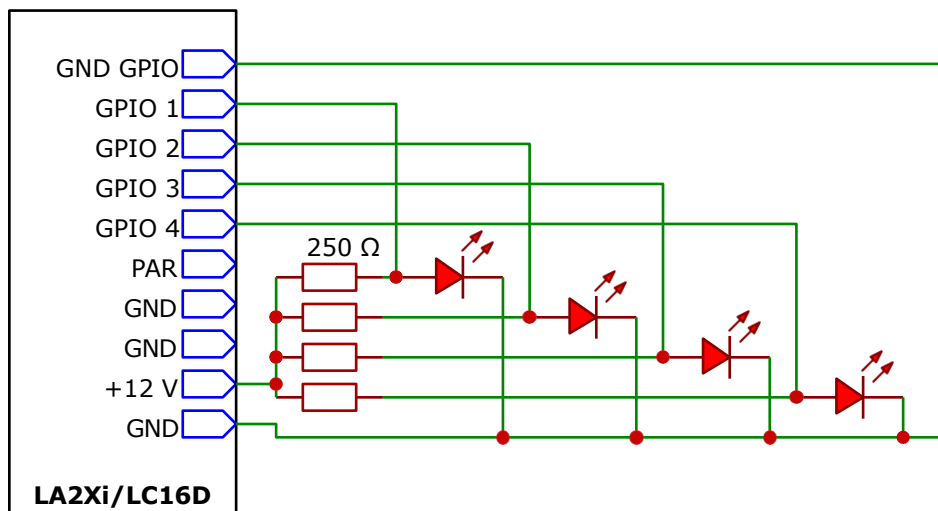 GND GPIO
GPIO 1
GPIO 2
GPIO 3
GPIO 4
250 Ω
PAR
GND
GND
+12 V
GND
LA2Xi/LC16D